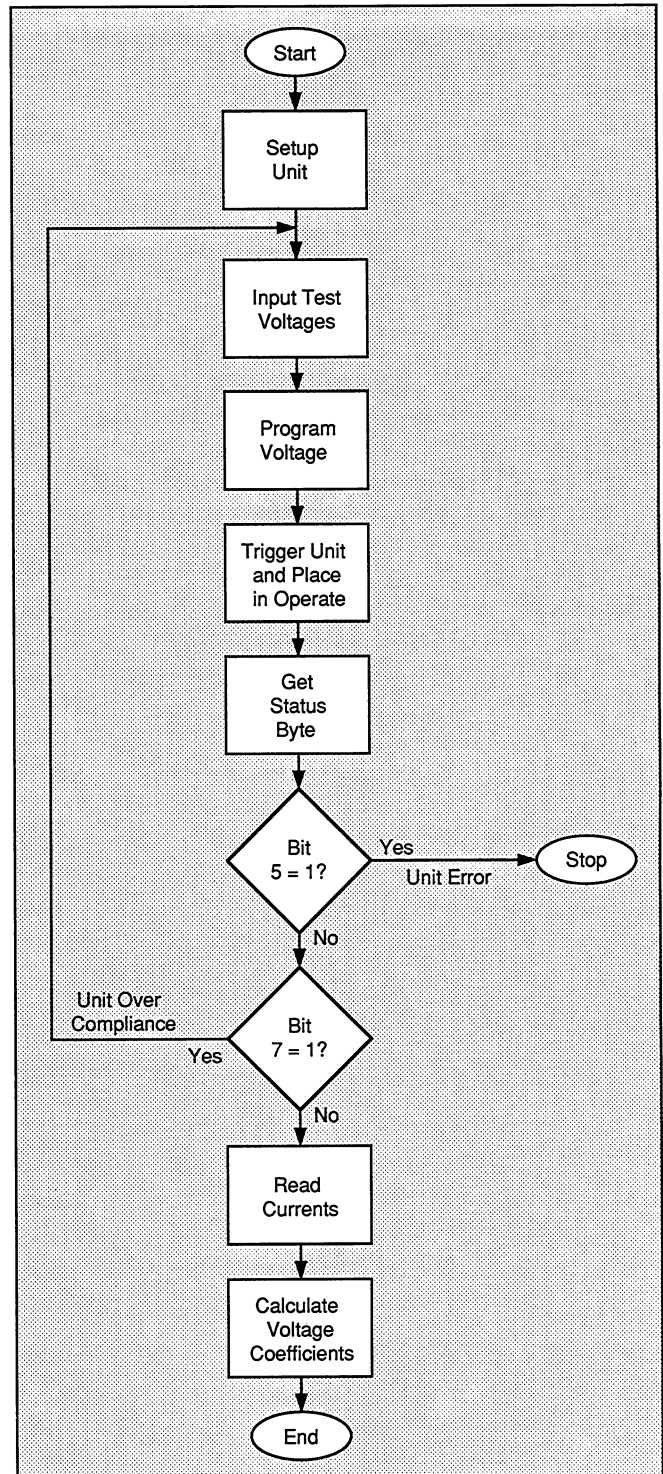 Start
Setup
Unit
Input Test
Voltages
Program
Voltage
Trigger Unit
and Place
in Operate
Get
Status
Byte
Bit
5 = 1?
Yes
Unit Error
Stop
No
Unit Over
Compliance
Yes
Bit
7 = 1?
No
Read
Currents
Calculate
Voltage
Coefficients
End